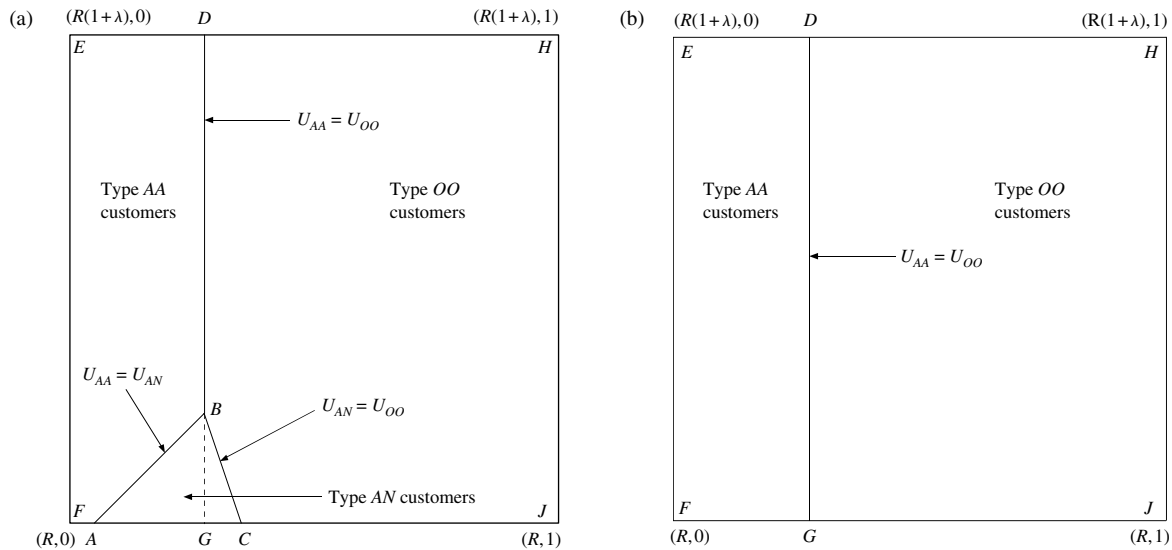 (a)
(R(1+λ), 0) D (R(1+λ), 1)
E H
U_AA = U_OO
Type AA
customers
Type OO
customers
U_AA = U_AN
B
U_AN = U_OO
Type AN customers
F J
(R, 0) A G C (R, 1)
(b)
(R(1+λ), 0) D (R(1+λ), 1)
E H
Type AA
customers
Type OO
customers
U_AA = U_OO
F J
(R, 0) G (R, 1)